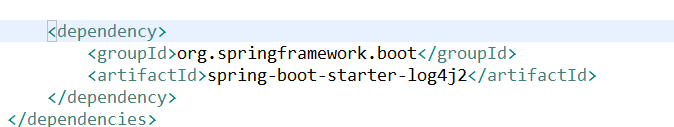 <dependency>
<groupId>org.springframework.boot</groupId>
<artifactId>spring-boot-starter-log4j2</artifactId>
</dependency>
</dependencies>